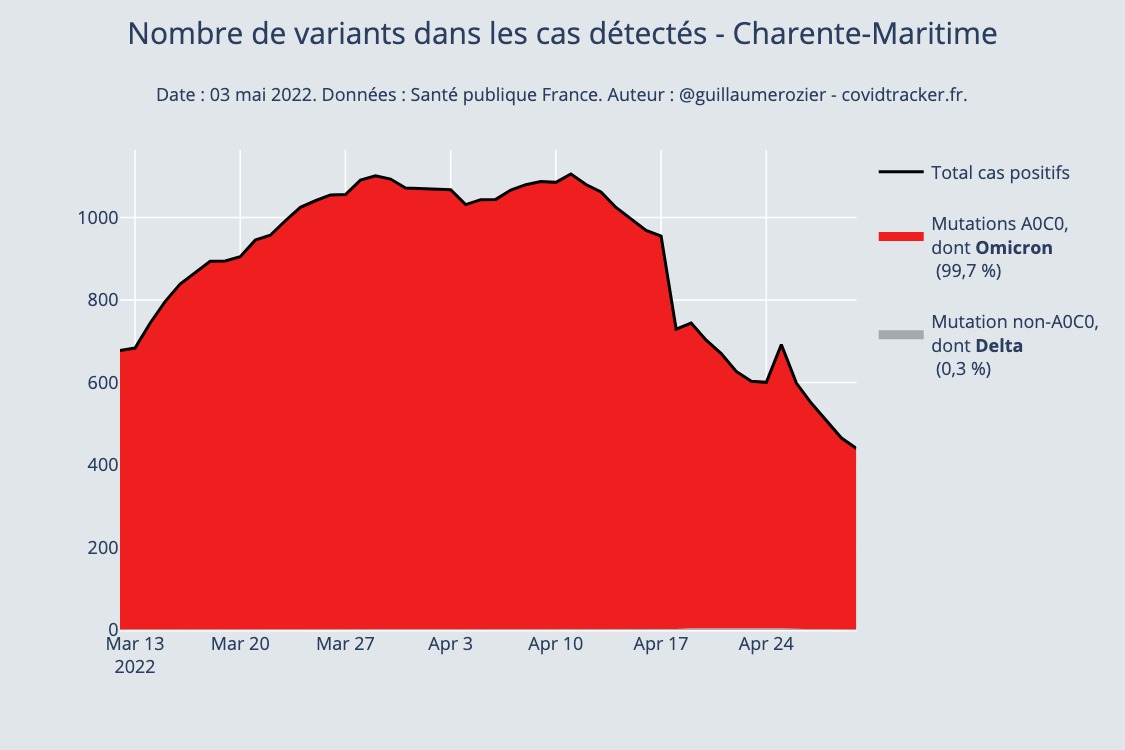 Nombre de variants dans les cas détectés - Charente-Maritime
Date : 03 mai 2022. Données : Santé publique France. Auteur : @guillaumerozier - covidtracker.fr.
Total cas positifs
Mutations A0C0,
dont Omicron
(99,7 %)
Mutation non-A0C0,
dont Delta
(0,3 %)
1000
800
600
400
200
0
Mar 13
2022
Mar 20
Mar 27
Apr 3
Apr 10
Apr 17
Apr 24